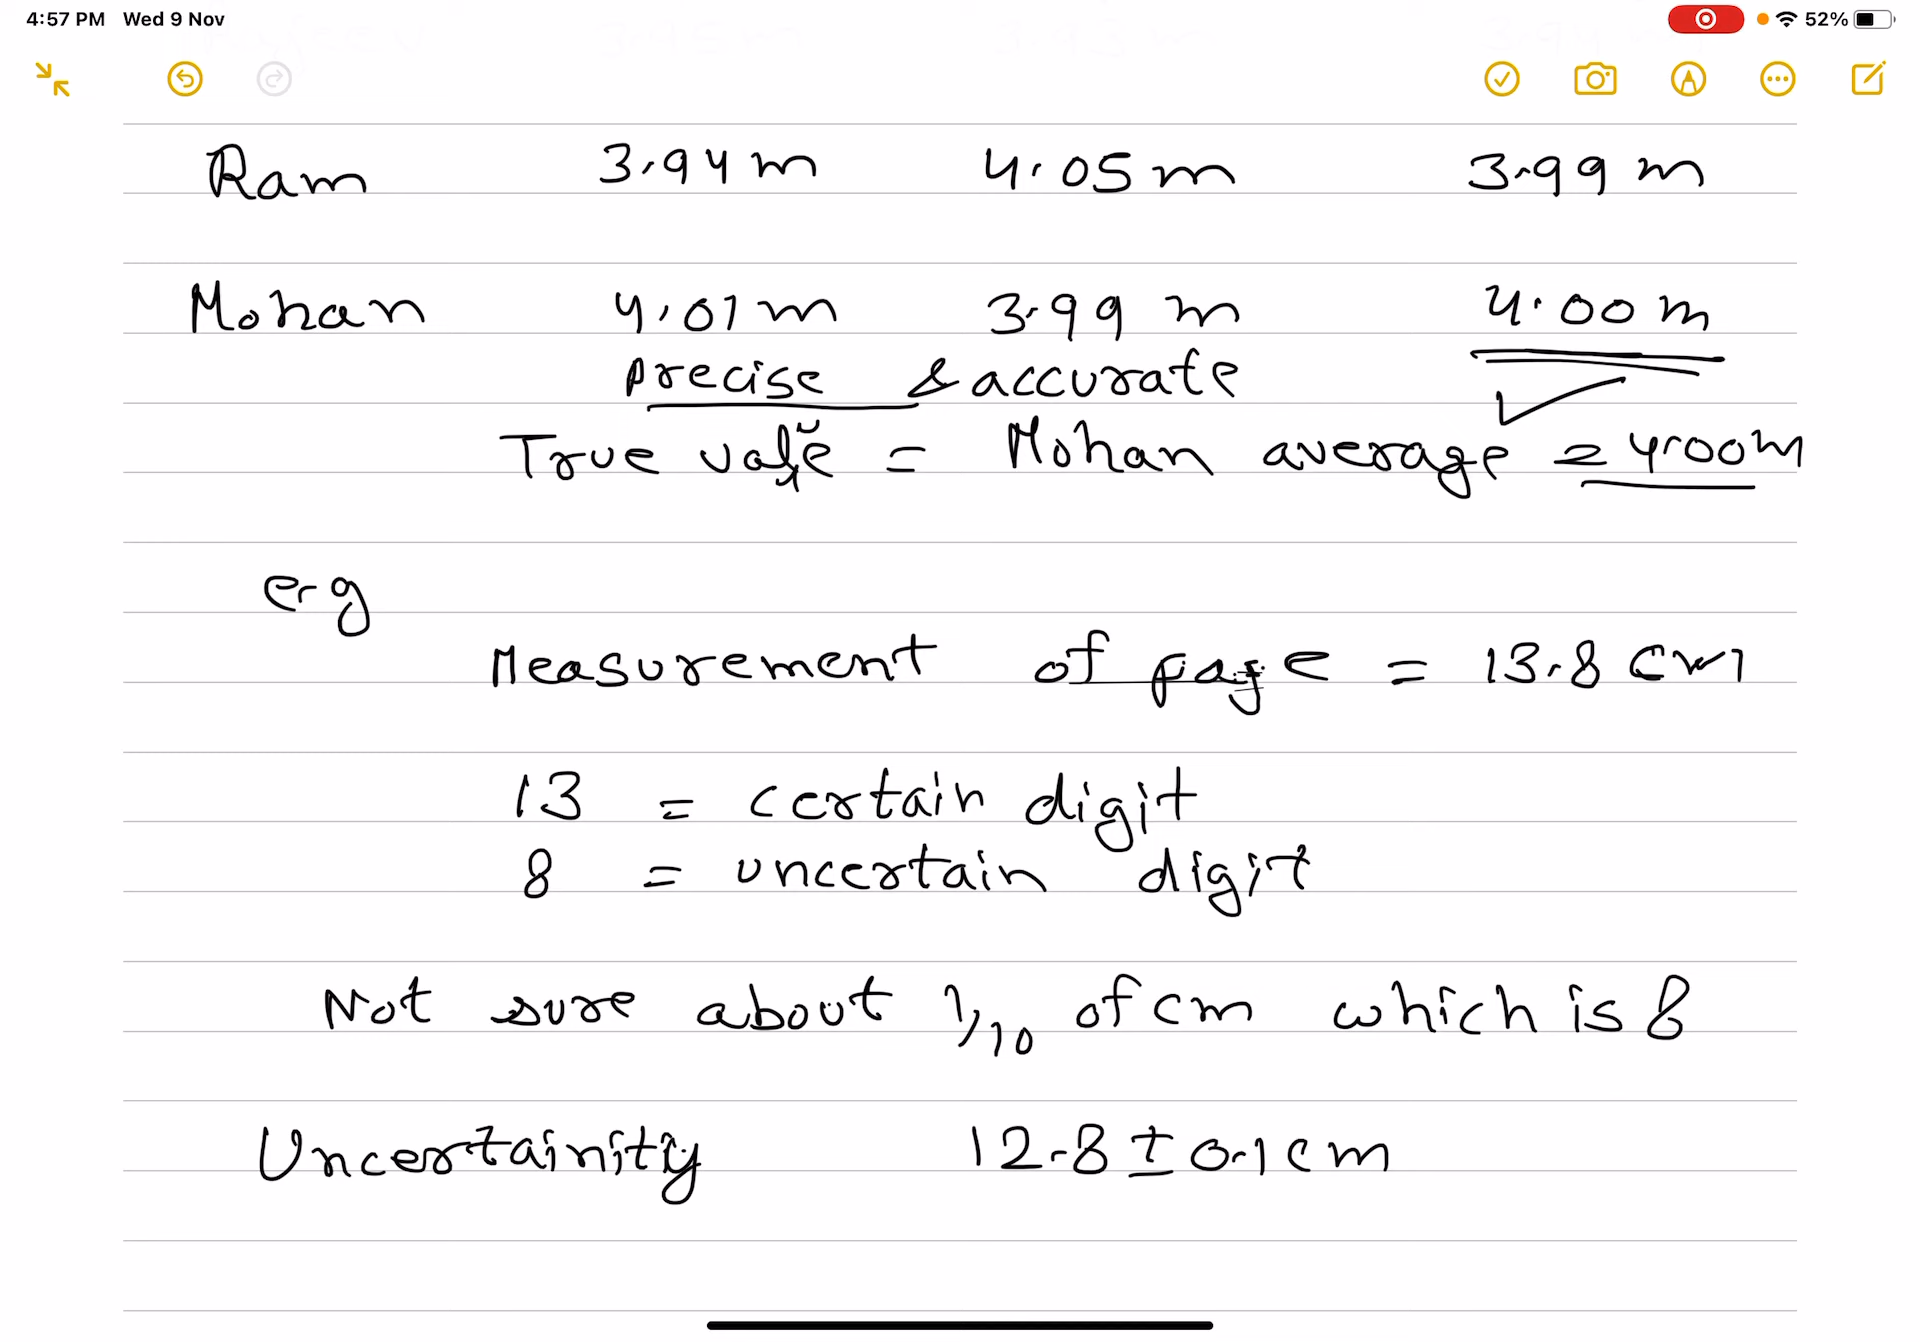 4:57 PM Wed 9 Nov 52%
Ram 3.94 m 4.05 m 3.99 m
Mohan 4.01 m 3.99 m 4.00 m
precise & accurate
True value = Mohan average = 4.00m
e.g
Measurement of page = 13.8 cm
13 = certain digit
8 = uncertain digit
Not sure about 1/10 of cm which is 8
Uncertainity 12.8 ± 0.1 cm